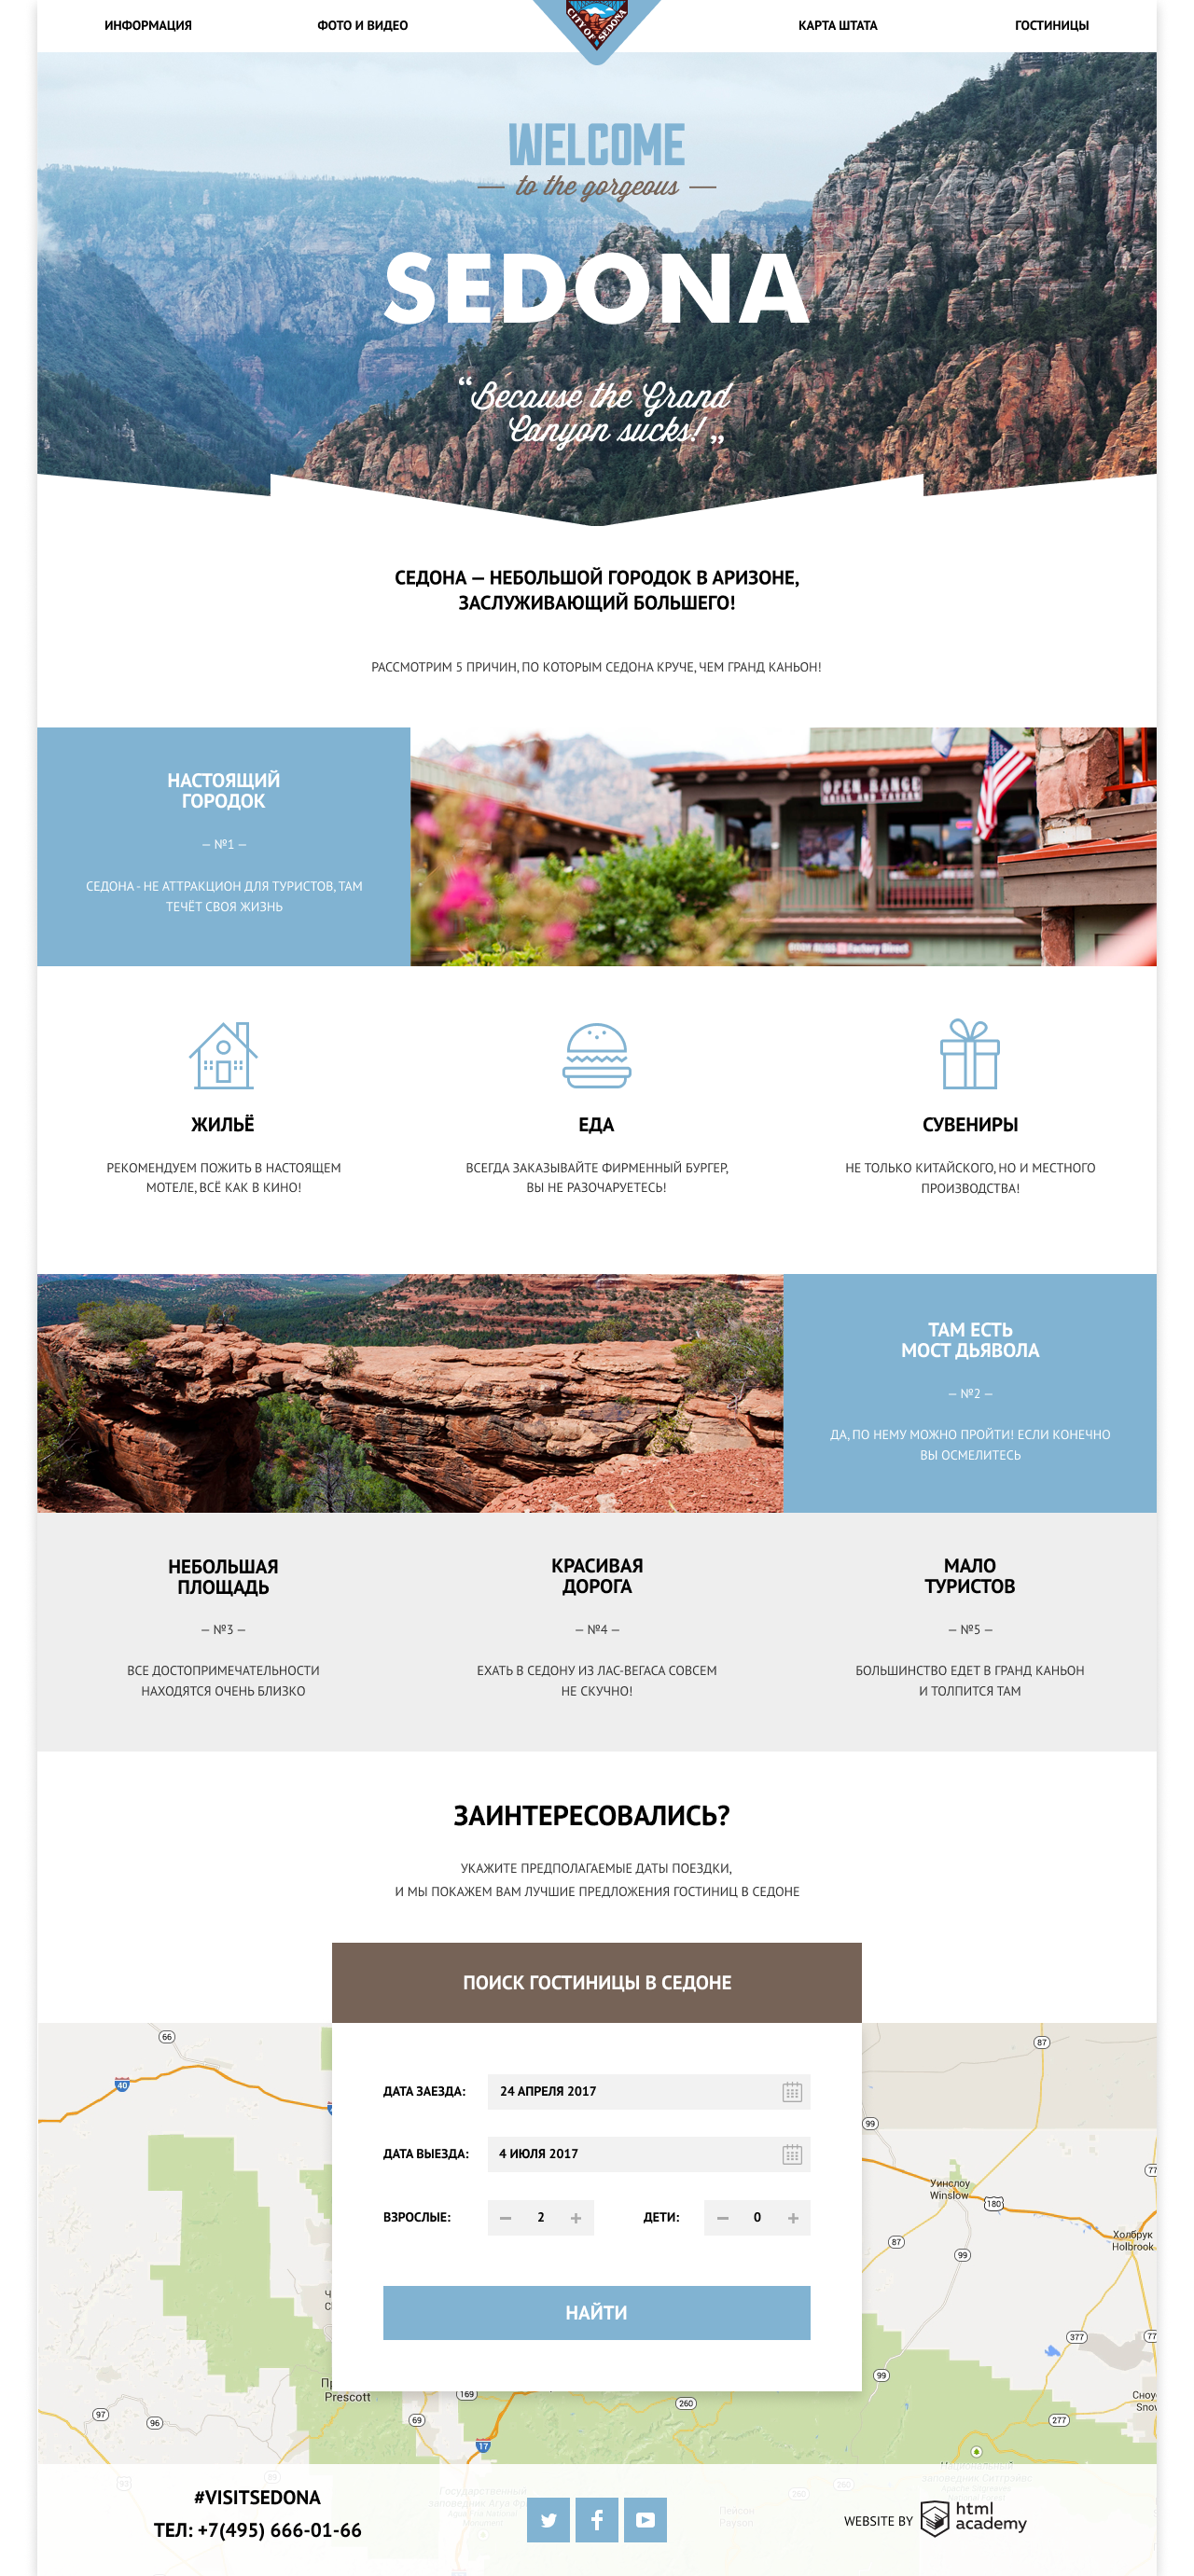 ИНФОРМАЦИЯ
ФОТО И ВИДЕО
CITY OF SEDONA
КАРТА ШТАТА
ГОСТИНИЦЫ
WELCOME
to the gorgeous
SEDONA
“Because the Grand
Canyon sucks!„
СЕДОНА — НЕБОЛЬШОЙ ГОРОДОК В АРИЗОНЕ,
ЗАСЛУЖИВАЮЩИЙ БОЛЬШЕГО!
РАССМОТРИМ 5 ПРИЧИН, ПО КОТОРЫМ СЕДОНА КРУЧЕ, ЧЕМ ГРАНД КАНЬОН!
НАСТОЯЩИЙ
ГОРОДОК
— №1 —
СЕДОНА - НЕ АТТРАКЦИОН ДЛЯ ТУРИСТОВ, ТАМ
ТЕЧЁТ СВОЯ ЖИЗНЬ
OPEN RANGE
Factory Direct
ЖИЛЬЁ
РЕКОМЕНДУЕМ ПОЖИТЬ В НАСТОЯЩЕМ
МОТЕЛЕ, ВСЁ КАК В КИНО!
ЕДА
ВСЕГДА ЗАКАЗЫВАЙТЕ ФИРМЕННЫЙ БУРГЕР,
ВЫ НЕ РАЗОЧАРУЕТЕСЬ!
СУВЕНИРЫ
НЕ ТОЛЬКО КИТАЙСКОГО, НО И МЕСТНОГО
ПРОИЗВОДСТВА!
ТАМ ЕСТЬ
МОСТ ДЬЯВОЛА
— №2 —
ДА, ПО НЕМУ МОЖНО ПРОЙТИ! ЕСЛИ КОНЕЧНО
ВЫ ОСМЕЛИТЕСЬ
НЕБОЛЬШАЯ
ПЛОЩАДЬ
— №3 —
ВСЕ ДОСТОПРИМЕЧАТЕЛЬНОСТИ
НАХОДЯТСЯ ОЧЕНЬ БЛИЗКО
КРАСИВАЯ
ДОРОГА
— №4 —
ЕХАТЬ В СЕДОНУ ИЗ ЛАС-ВЕГАСА СОВСЕМ
НЕ СКУЧНО!
МАЛО
ТУРИСТОВ
— №5 —
БОЛЬШИНСТВО ЕДЕТ В ГРАНД КАНЬОН
И ТОЛПИТСЯ ТАМ
ЗАИНТЕРЕСОВАЛИСЬ?
УКАЖИТЕ ПРЕДПОЛАГАЕМЫЕ ДАТЫ ПОЕЗДКИ,
И МЫ ПОКАЖЕМ ВАМ ЛУЧШИЕ ПРЕДЛОЖЕНИЯ ГОСТИНИЦ В СЕДОНЕ
ПОИСК ГОСТИНИЦЫ В СЕДОНЕ
ДАТА ЗАЕЗДА:
24 АПРЕЛЯ 2017
ДАТА ВЫЕЗДА:
4 ИЮЛЯ 2017
ВЗРОСЛЫЕ:
— 2 +
ДЕТИ:
— 0 +
НАЙТИ
66
40
87
99
77
Уинслоу
Winslow
180
87
99
Холбрук
Holbrook
377
77
99
Prescott
169
97
96
69
260
17
277
93
89
260
260
Пейсон
Payson
#VISITSEDONA
ТЕЛ: +7(495) 666-01-66
WEBSITE BY
html
academy